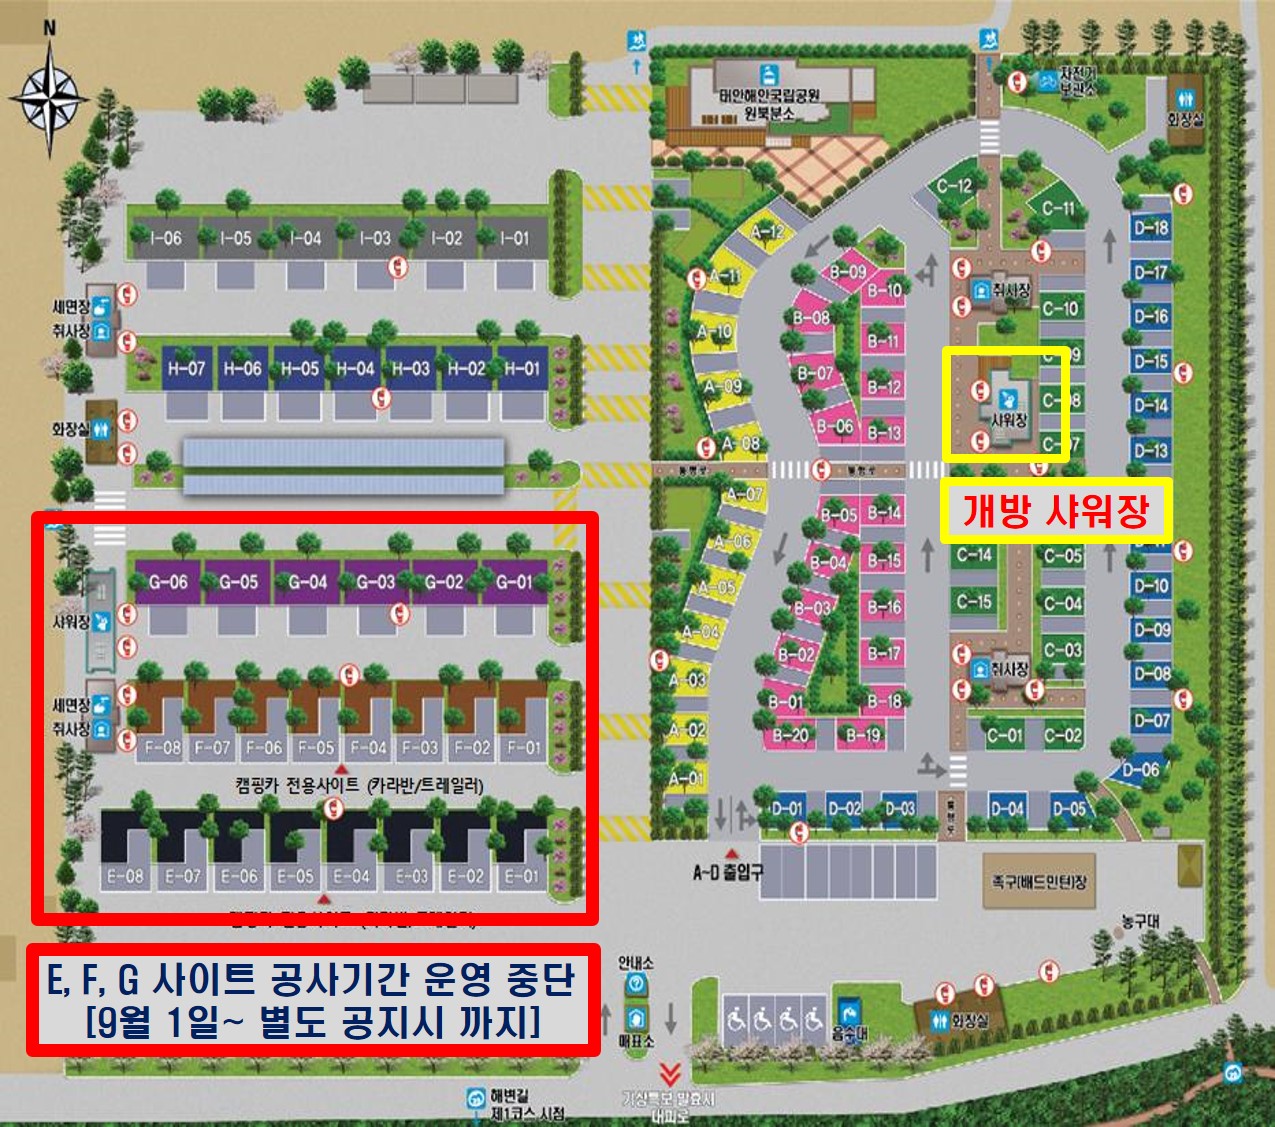 N
태안해안국립공원
원북분소
자전거
보관소
화장실
C-12
C-11
A-12
D-18
I-06
I-05
I-04
I-03
I-02
I-01
A-11
B-09
B-10
취사장
D-17
세면장
취사장
A-10
B-08
B-11
C-10
D-16
H-07
H-06
H-05
H-04
H-03
H-02
H-01
A-09
B-07
B-12
D-15
샤워장
D-14
화장실
A-08
B-06
B-13
D-13
통행로
통행로
A-07
B-05
B-14
개방 샤워장
A-06
B-04
B-15
C-14
C-05
G-06
G-05
G-04
G-03
G-02
G-01
A-05
B-03
B-16
C-15
C-04
D-10
샤워장
A-04
B-02
B-17
C-03
D-09
세면장
취사장
A-03
B-01
B-18
취사장
D-08
F-08
F-07
F-06
F-05
F-04
F-03
F-02
F-01
A-02
B-20
B-19
C-01
C-02
D-07
캠핑카 전용사이트 (카라반/트레일러)
A-01
D-06
D-01
D-02
D-03
통행로
D-04
D-05
E-08
E-07
E-06
E-05
E-04
E-03
E-02
E-01
A~D 출입구
족구(배드민턴)장
농구대
E, F, G 사이트 공사기간 운영 중단
[9월 1일~ 별도 공지시 까지]
안내소
매표소
음수대
화장실
해변길
제1코스 시점
기상특보 발효시
대피로